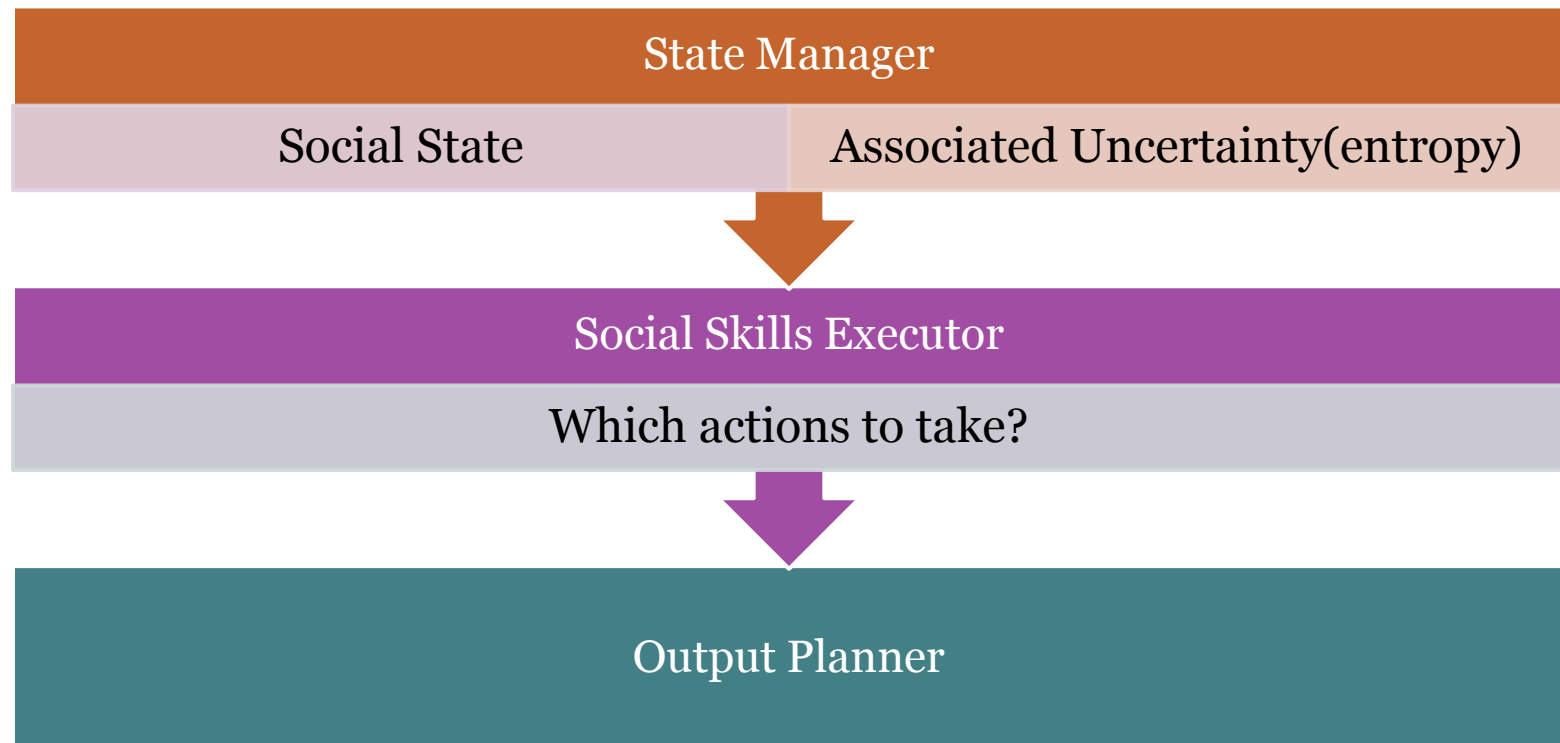 State Manager
Social State
Associated Uncertainty(entropy)
Social Skills Executor
Which actions to take?
Output Planner